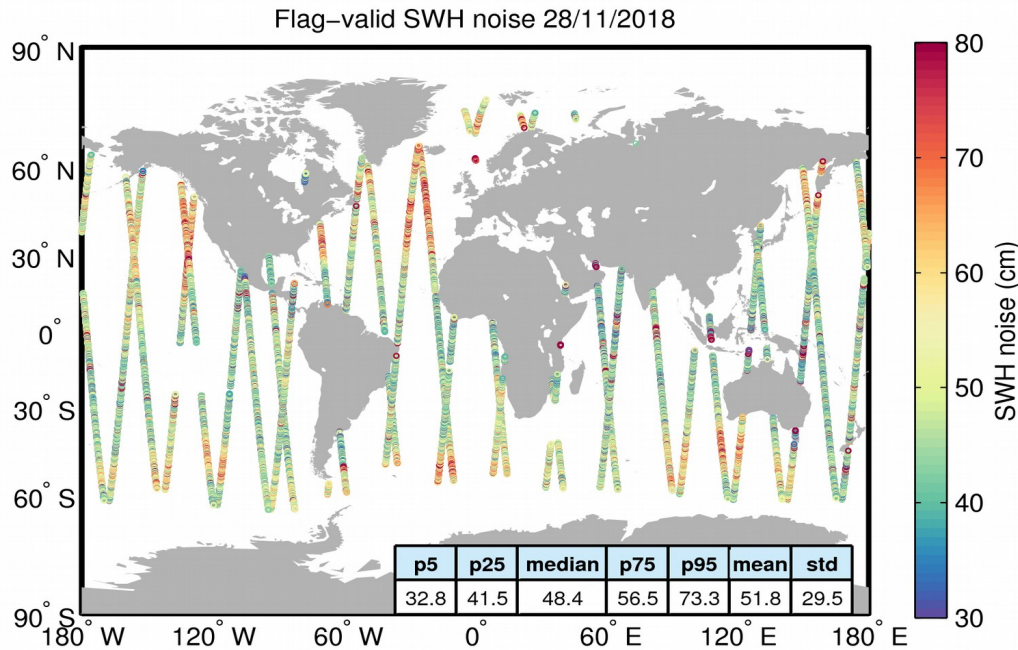 Flag−valid SWH noise 28/11/2018
90° N
60° N
30° N
0°
30° S
60° S
90° S
180° W
120° W
60° W
0°
60° E
120° E
180° E
80
70
60
50
40
30
SWH noise (cm)
p5 p25 median p75 p95 mean std
32.8 41.5 48.4 56.5 73.3 51.8 29.5